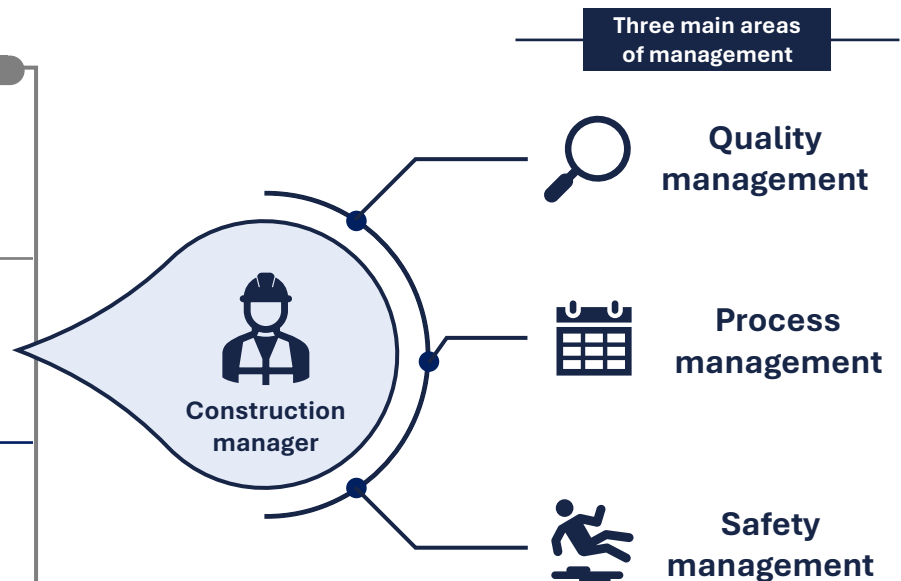 Three main areas
of management
Quality
management
Process
management
Construction
manager
Safety
management